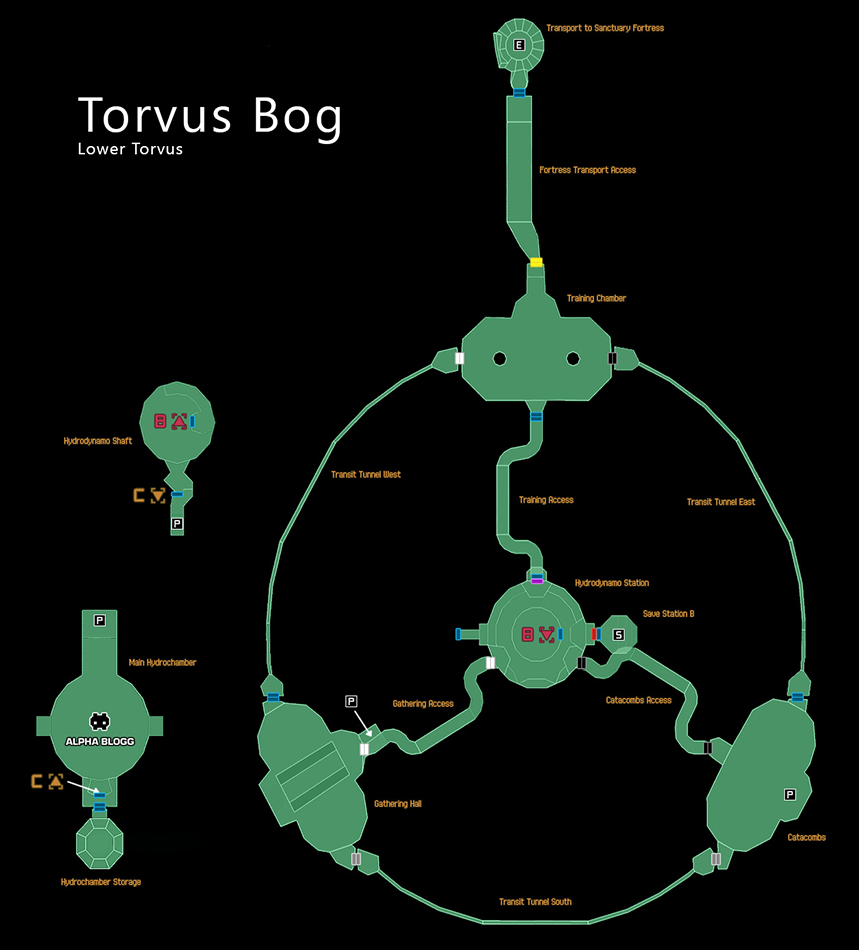 Transport to Sanctuary Fortress
E
Torvus Bog
Lower Torvus
Fortress Transport Access
Training Chamber
B
Hydrodynamo Shaft
C
P
Transit Tunnel West
Training Access
Transit Tunnel East
Hydrodynamo Station
Save Station B
B
S
P
Main Hydrochamber
ALPHA BLOGG
C
Hydrochamber Storage
P
Gathering Access
Catacombs Access
Gathering Hall
P
Catacombs
Transit Tunnel South